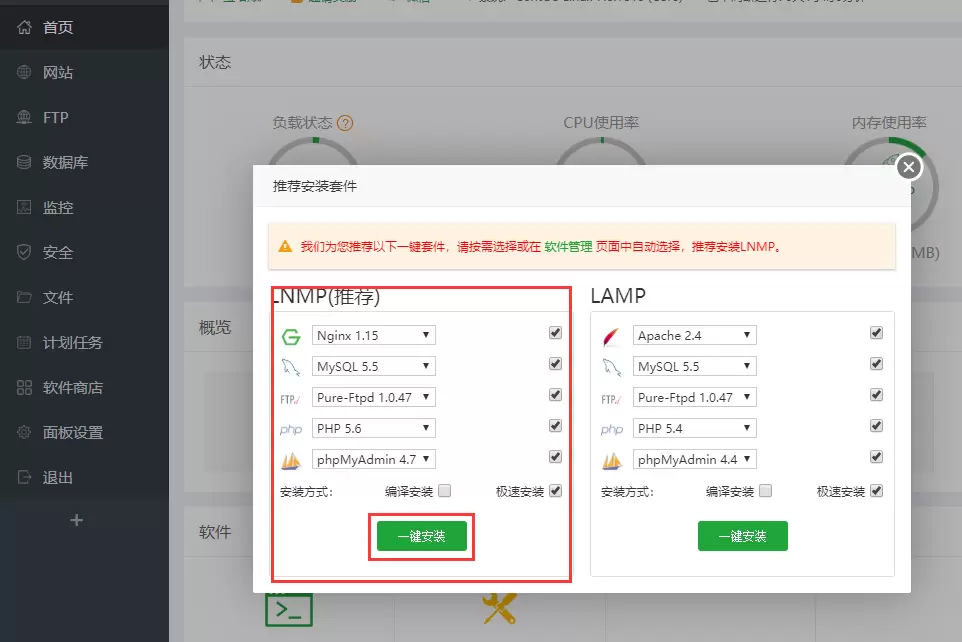 首页
网站
FTP
数据库
监控
安全
文件
计划任务
软件商店
面板设置
退出
状态
负载状态
CPU使用率
内存使用率
MB)
概览
软件
推荐安装套件
我们为您推荐以下一键套件，请按需选择或在 软件管理 页面中自动选择，推荐安装LNMP。
LNMP(推荐)
Nginx 1.15
MySQL 5.5
FTP Pure-Ftpd 1.0.47
php PHP 5.6
phpMyAdmin 4.7
安装方式： 编译安装 极速安装
一键安装
LAMP
Apache 2.4
MySQL 5.5
FTP Pure-Ftpd 1.0.47
php PHP 5.4
phpMyAdmin 4.4
安装方式： 编译安装 极速安装
一键安装